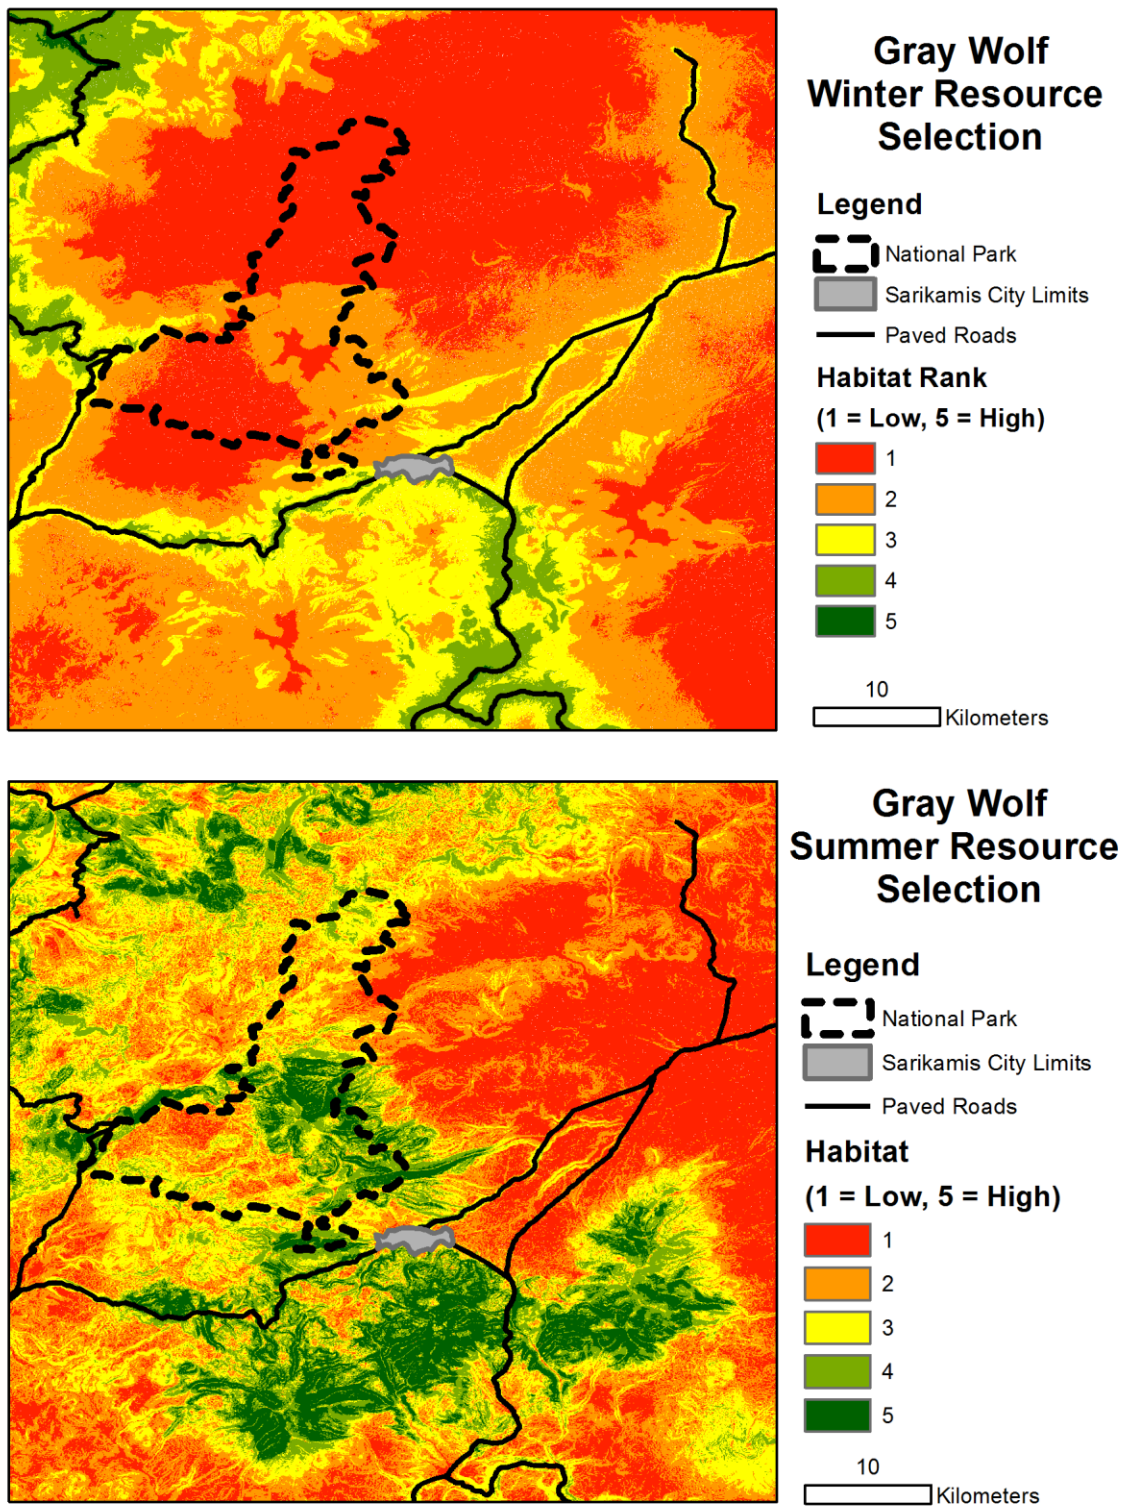 Gray Wolf
Winter Resource
Selection
Legend
National Park
Sarikamis City Limits
Paved Roads
Habitat Rank
(1 = Low, 5 = High)
1
2
3
4
5
10
Kilometers
Gray Wolf
Summer Resource
Selection
Legend
National Park
Sarikamis City Limits
Paved Roads
Habitat
(1 = Low, 5 = High)
1
2
3
4
5
10
Kilometers